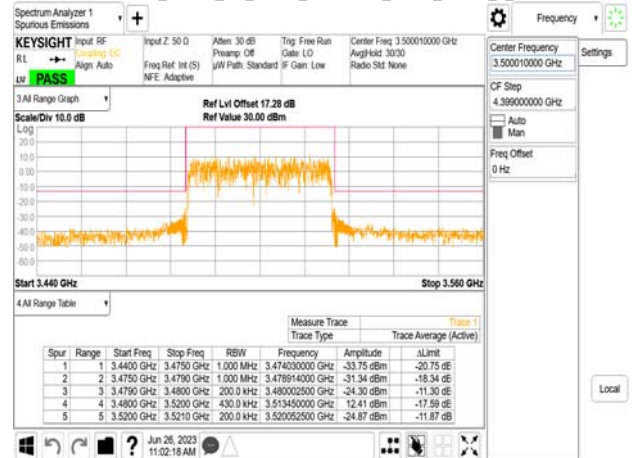 Spectrum Analyzer 1
Spurious Emissions
Frequency
KEYSIGHT Input: RF
Coupling: DC
Align: Auto
Input Z: 50 Ω
Freq Ref: Int (S)
NFE: Adaptive
Atten: 30 dB
Preamp: Off
µW Path: Standard
Trig: Free Run
Gate: LO
IF Gain: Low
Center Freq: 3.500010000 GHz
Avg|Hold: 30/30
Radio Std: None
RL
LU PASS
Center Frequency
3.500010000 GHz
Settings
CF Step
4.399000000 GHz
Auto
Man
Freq Offset
0 Hz
Local
3 All Range Graph
Scale/Div 10.0 dB
Ref Lvl Offset 17.28 dB
Ref Value 30.00 dBm
Log
20.0
10.0
0.00
-10.0
-20.0
-30.0
-40.0
-50.0
-60.0
Start 3.440 GHz
Stop 3.560 GHz
4 All Range Table
Measure Trace Trace 1
Trace Type Trace Average (Active)
Spur Range Start Freq Stop Freq RBW Frequency Amplitude ΔLimit
1 1 3.4400 GHz 3.4750 GHz 1.000 MHz 3.474030000 GHz -33.75 dBm -20.75 dB
2 2 3.4750 GHz 3.4790 GHz 1.000 MHz 3.478914000 GHz -31.34 dBm -18.34 dB
3 3 3.4790 GHz 3.4800 GHz 200.0 kHz 3.480002500 GHz -24.30 dBm -11.30 dB
4 4 3.4800 GHz 3.5200 GHz 430.0 kHz 3.513450000 GHz 12.41 dBm -17.59 dB
5 5 3.5200 GHz 3.5210 GHz 200.0 kHz 3.520052500 GHz -24.87 dBm -11.87 dB
Jun 26, 2023
11:02:18 AM